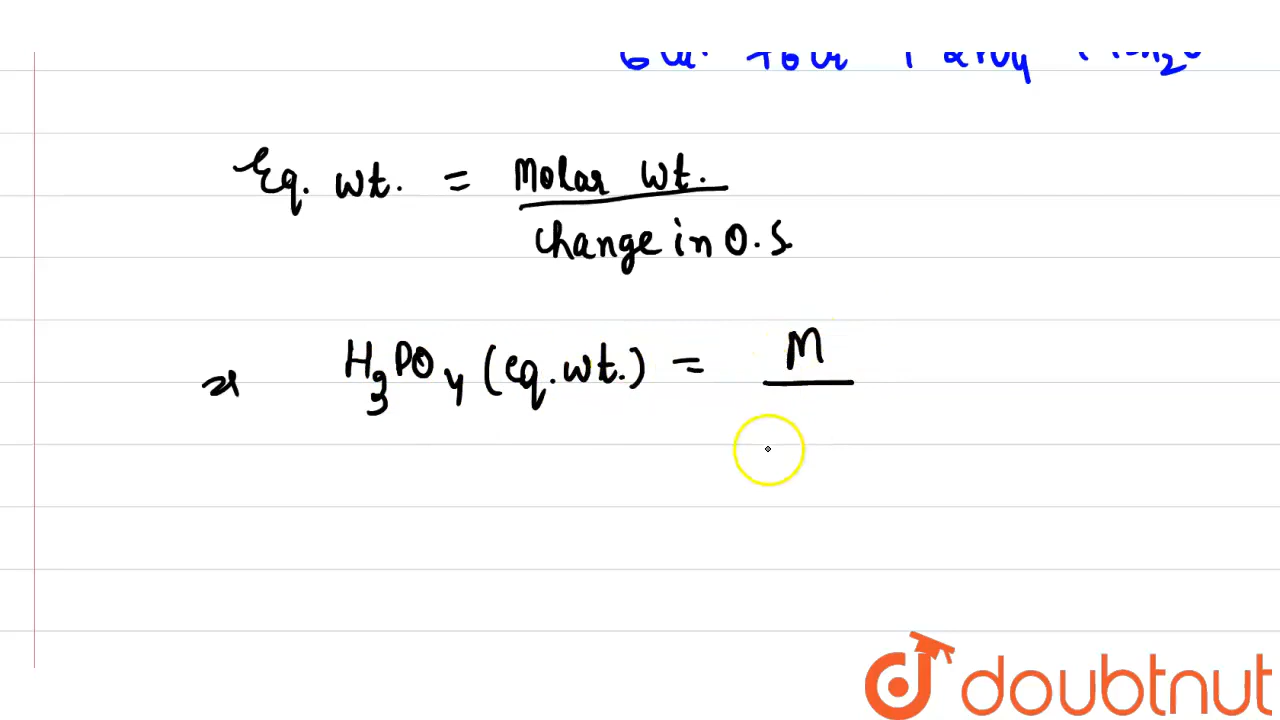 Eq. wt. = Molar wt.
change in O.S
H3PO4 (eq.wt.) = M
doubtnut